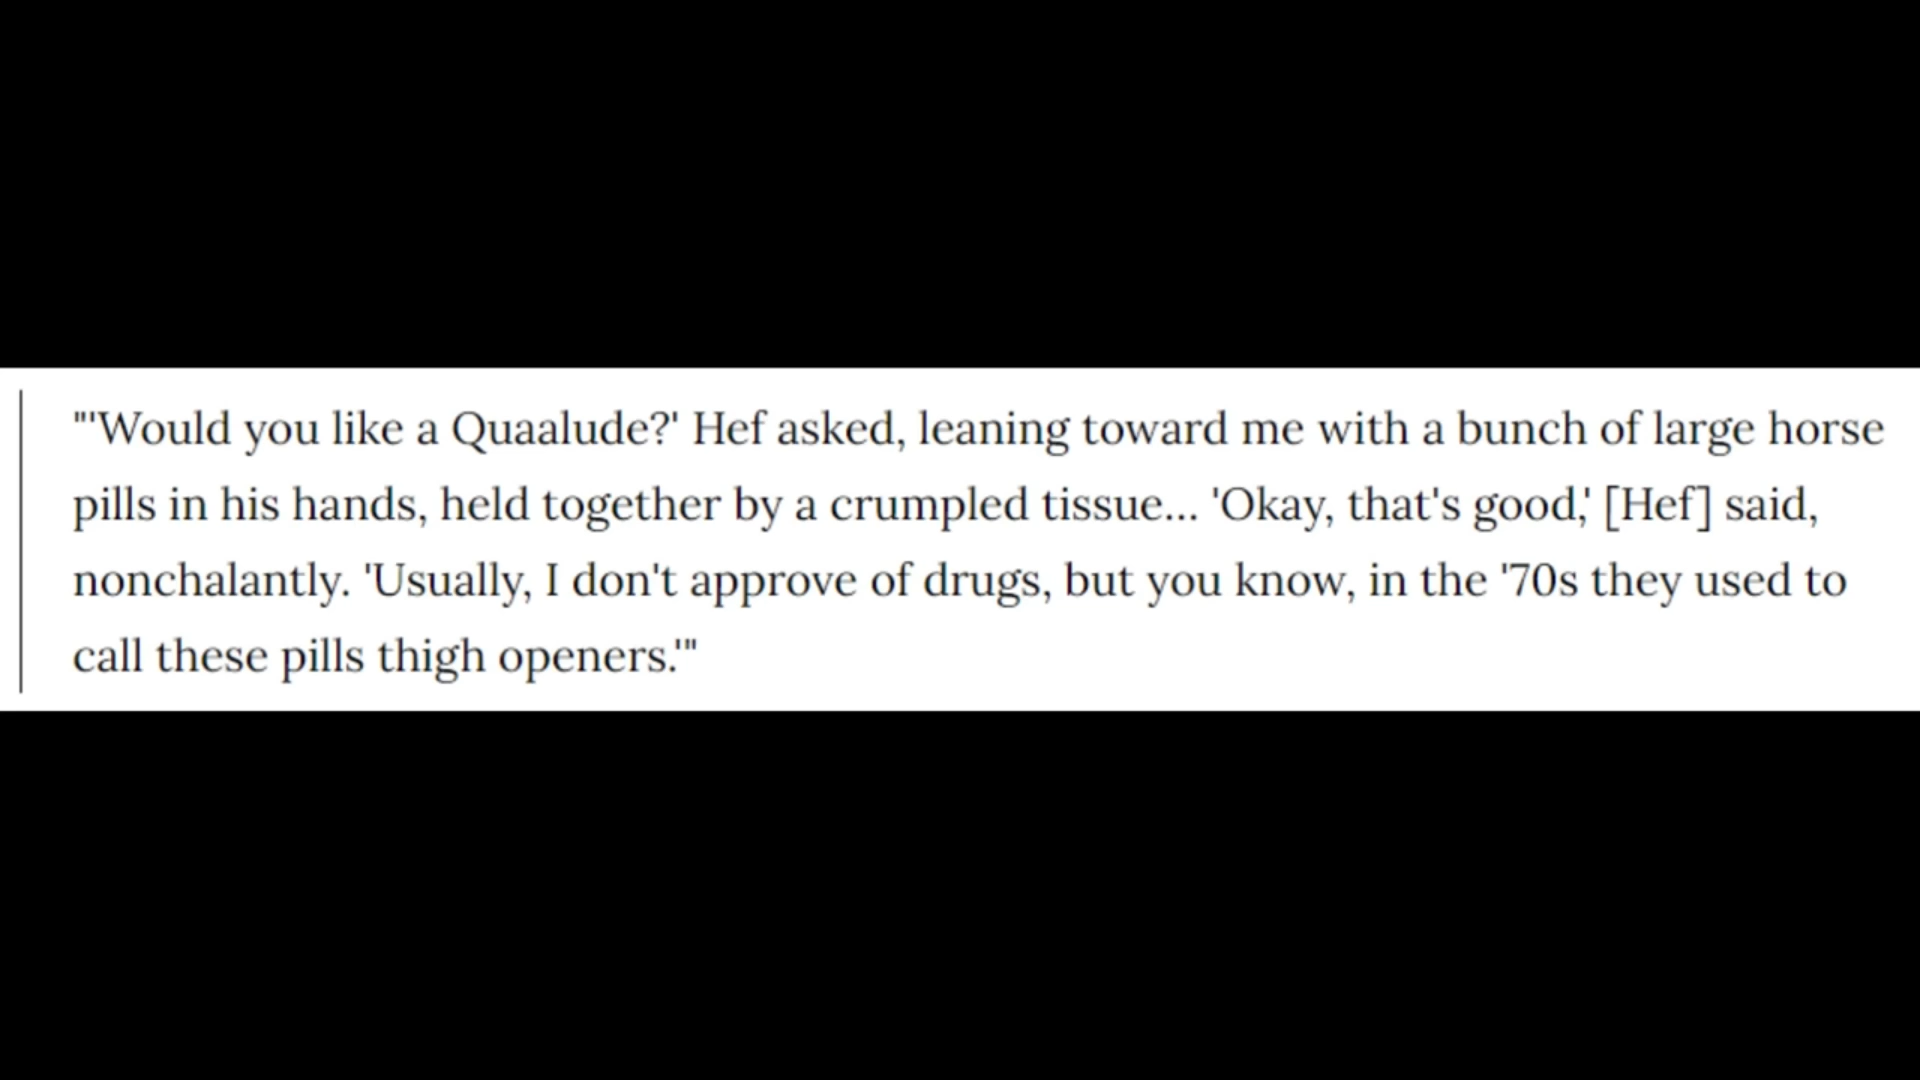 "'Would you like a Quaalude?' Hef asked, leaning toward me with a bunch of large horse
pills in his hands, held together by a crumpled tissue... 'Okay, that's good,' [Hef] said,
nonchalantly. 'Usually, I don't approve of drugs, but you know, in the '70s they used to
call these pills thigh openers.'"